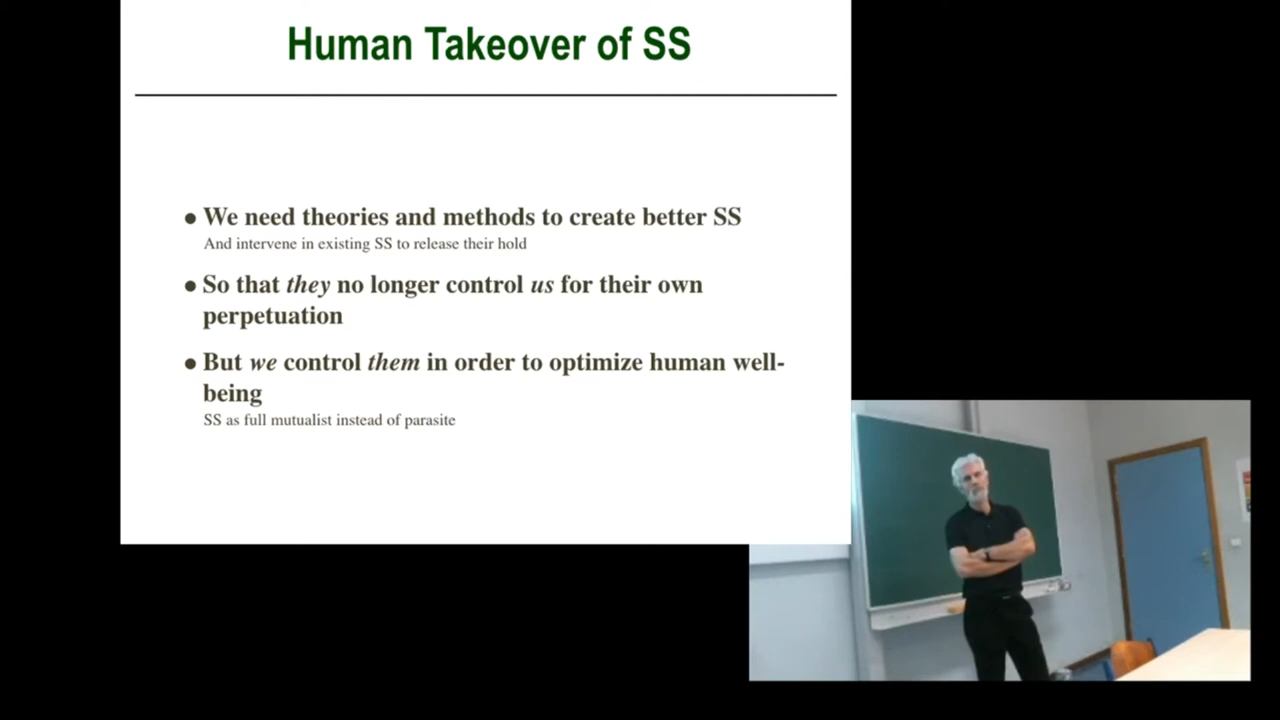 Human Takeover of SS
● We need theories and methods to create better SS
And intervene in existing SS to release their hold
● So that they no longer control us for their own
perpetuation
● But we control them in order to optimize human well-
being
SS as full mutualist instead of parasite